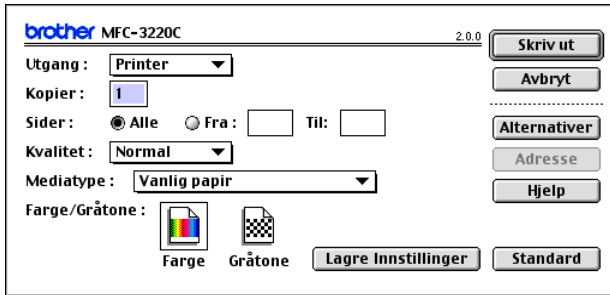 brother MFC-3220C 2.0.0 Skriv ut
Utgang : Printer Avbryt
Kopier : 1
Sider : Alle Fra : Til: Alternativer
Kvalitet : Normal Adresse
Mediatype : Vanlig papir Hjelp
Farge/Gråtone :
Farge Gråtone Lagre Innstillinger Standard